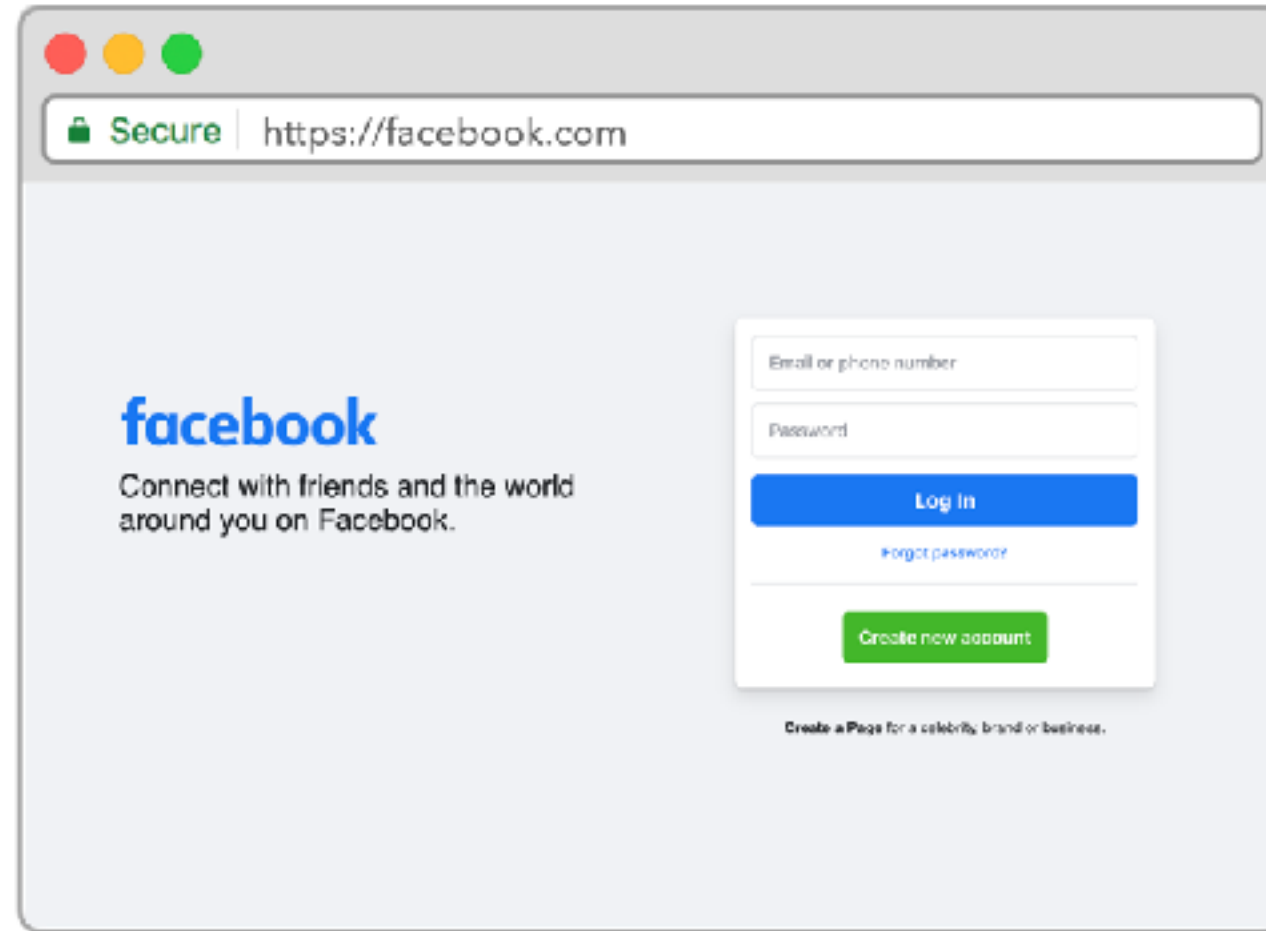 Secure https://facebook.com
facebook
Connect with friends and the world
around you on Facebook.
Email or phone number
Password
Log In
Forgot password?
Create new account
Create a Page for a celebrity, brand or business.